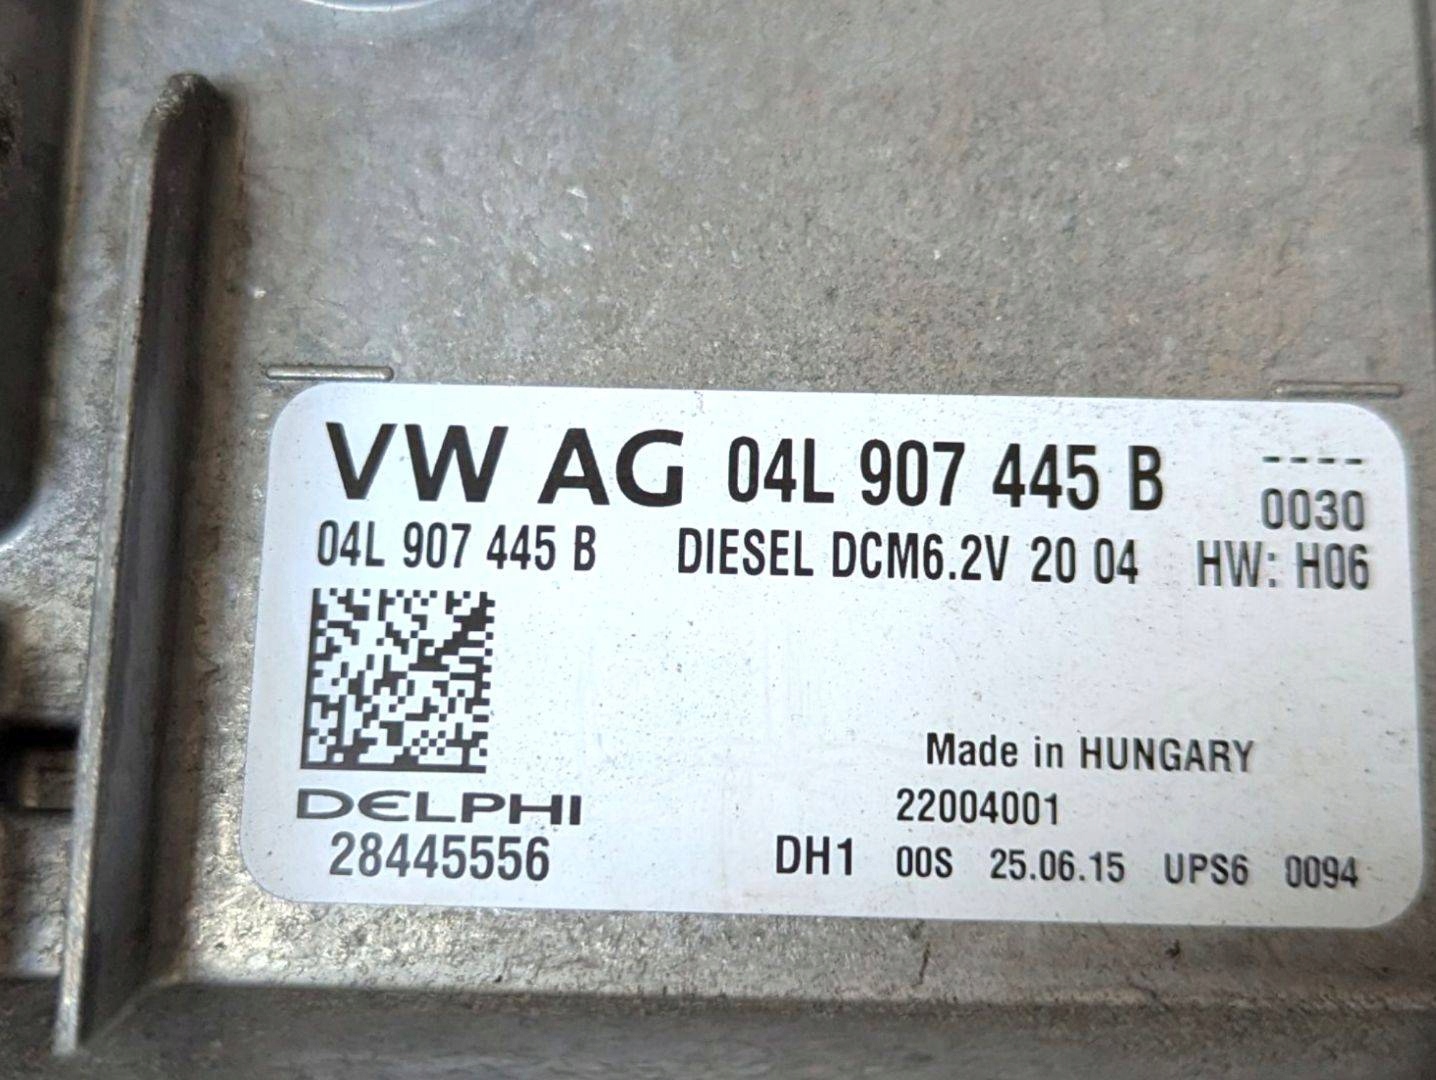 VW AG 04L 907 445 B ----
0030
04L 907 445 B DIESEL DCM6.2V 20 04 HW: H06
Made in HUNGARY
DELPHI 22004001
28445556 DH1 00S 25.06.15 UPS6 0094